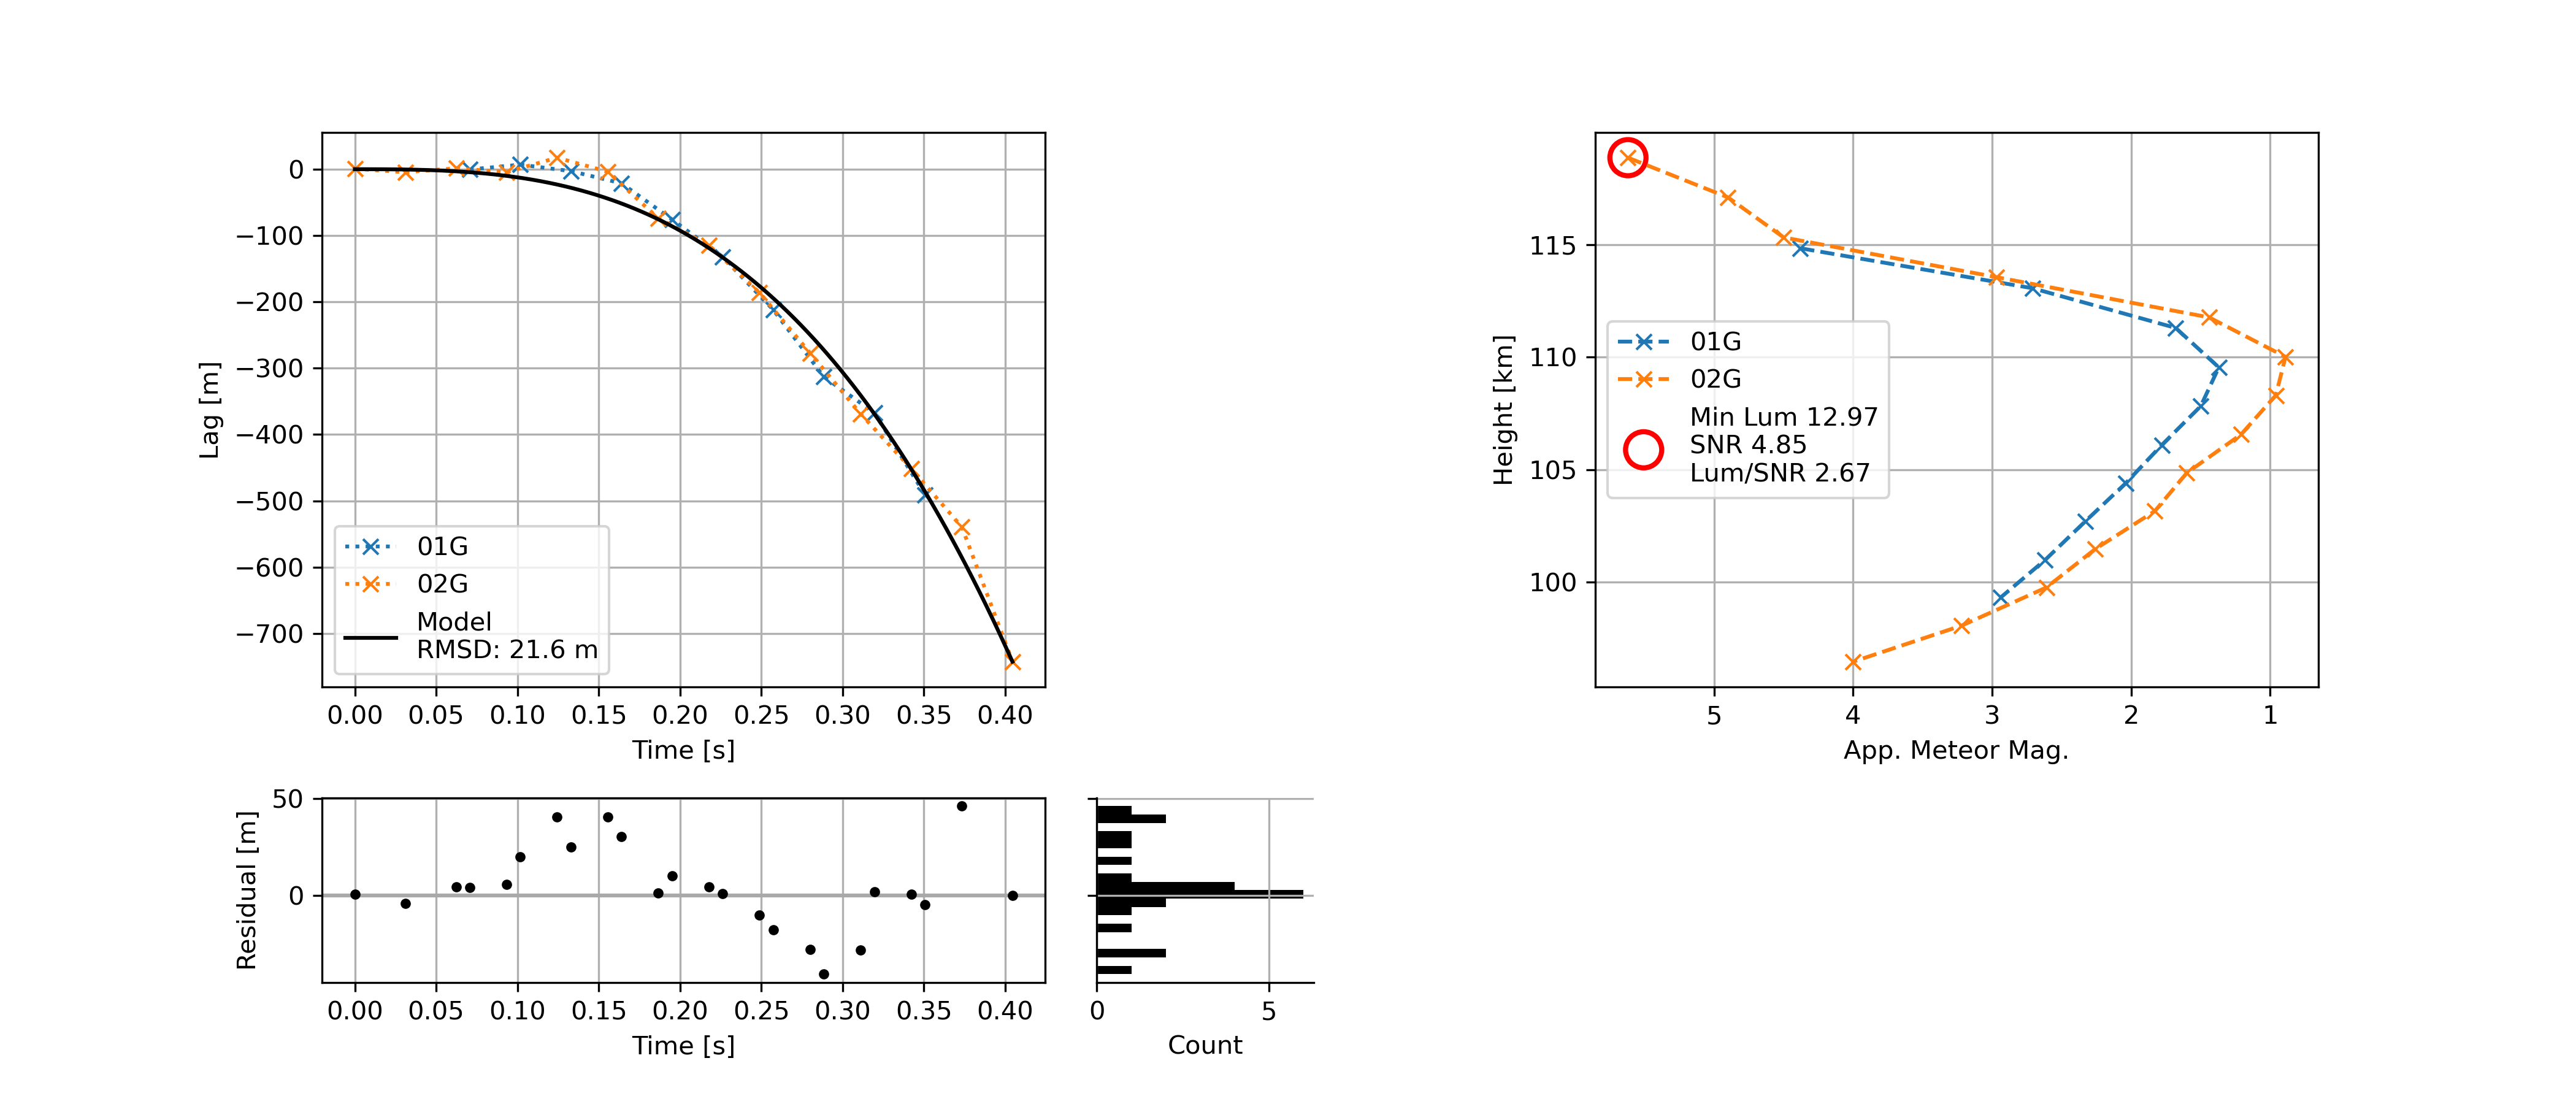 0
−100
−200
−300
−400
−500
−600
−700
Lag [m]
01G
02G
Model
RMSD: 21.6 m
0.00 0.05 0.10 0.15 0.20 0.25 0.30 0.35 0.40
Time [s]
115
110
105
100
Height [km]
01G
02G
Min Lum 12.97
SNR 4.85
Lum/SNR 2.67
5 4 3 2 1
App. Meteor Mag.
50
0
Residual [m]
0.00 0.05 0.10 0.15 0.20 0.25 0.30 0.35 0.40
Time [s]
0 5
Count